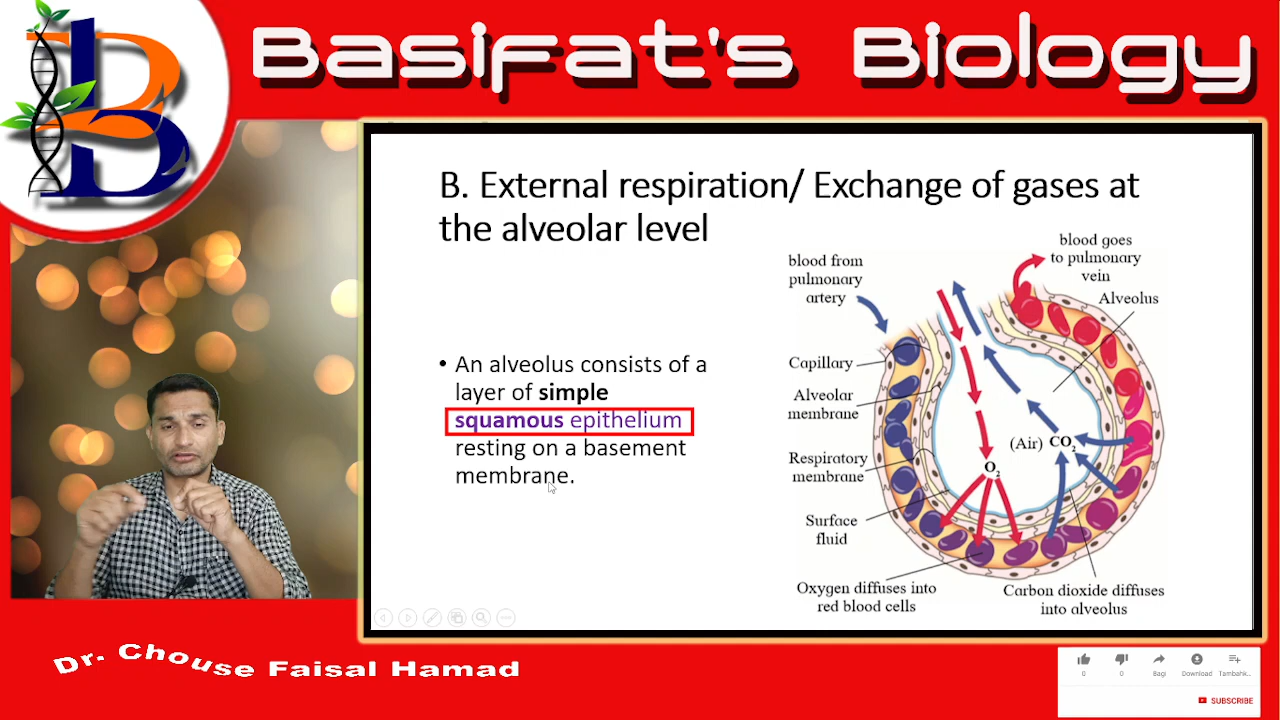 Basifat's Biology
B. External respiration/ Exchange of gases at
the alveolar level
• An alveolus consists of a
layer of simple
squamous epithelium
resting on a basement
membrane.
blood goes
to pulmonary
vein
blood from
pulmonary
artery
Alveolus
Capillary
Alveolar
membrane
(Air) CO2
Respiratory
membrane
O2
Surface
fluid
Oxygen diffuses into
red blood cells
Carbon dioxide diffuses
into alveolus
Dr. Chouse Faisal Hamad
0 0 Bagi Download Tambahk..
SUBSCRIBE